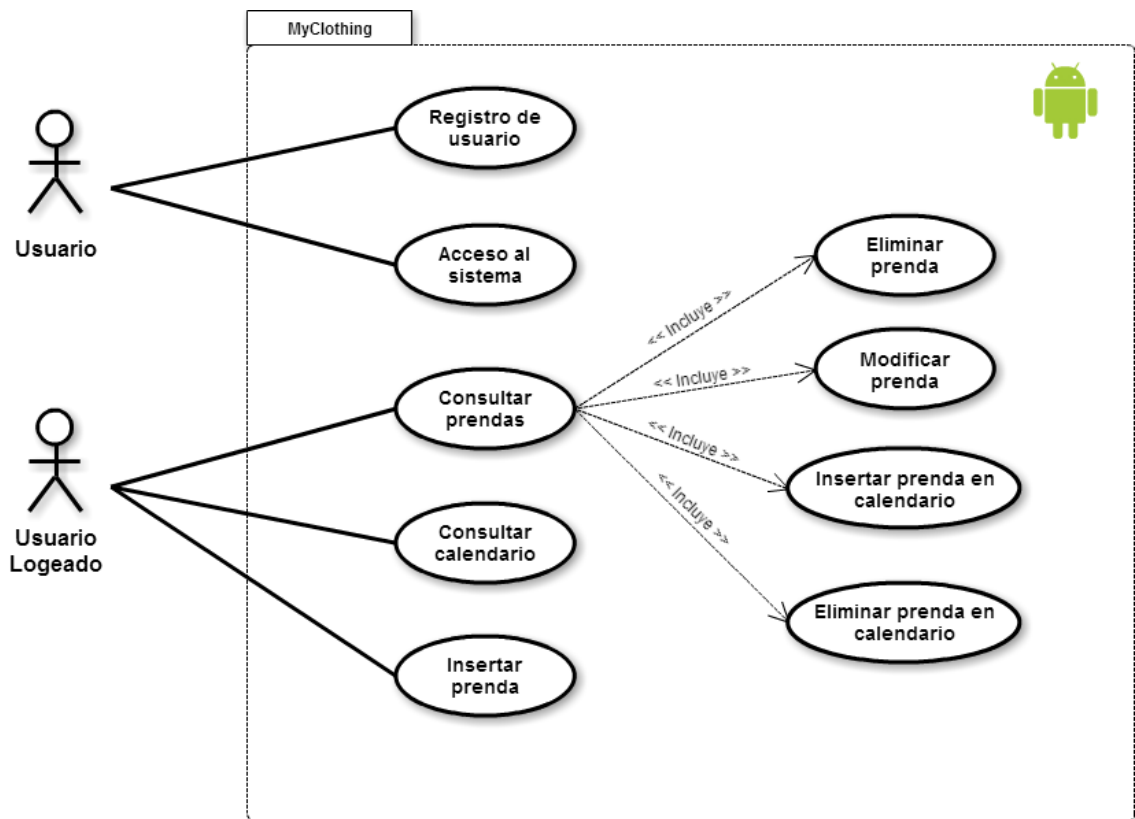 MyClothing
Registro de
usuario
Usuario
Acceso al
sistema
Eliminar
prenda
<< Incluye >>
Modificar
prenda
<< Incluye >>
Consultar
prendas
<< Incluye >>
Insertar prenda en
calendario
<< Incluye >>
Usuario
Logeado
Consultar
calendario
Eliminar prenda en
calendario
Insertar
prenda